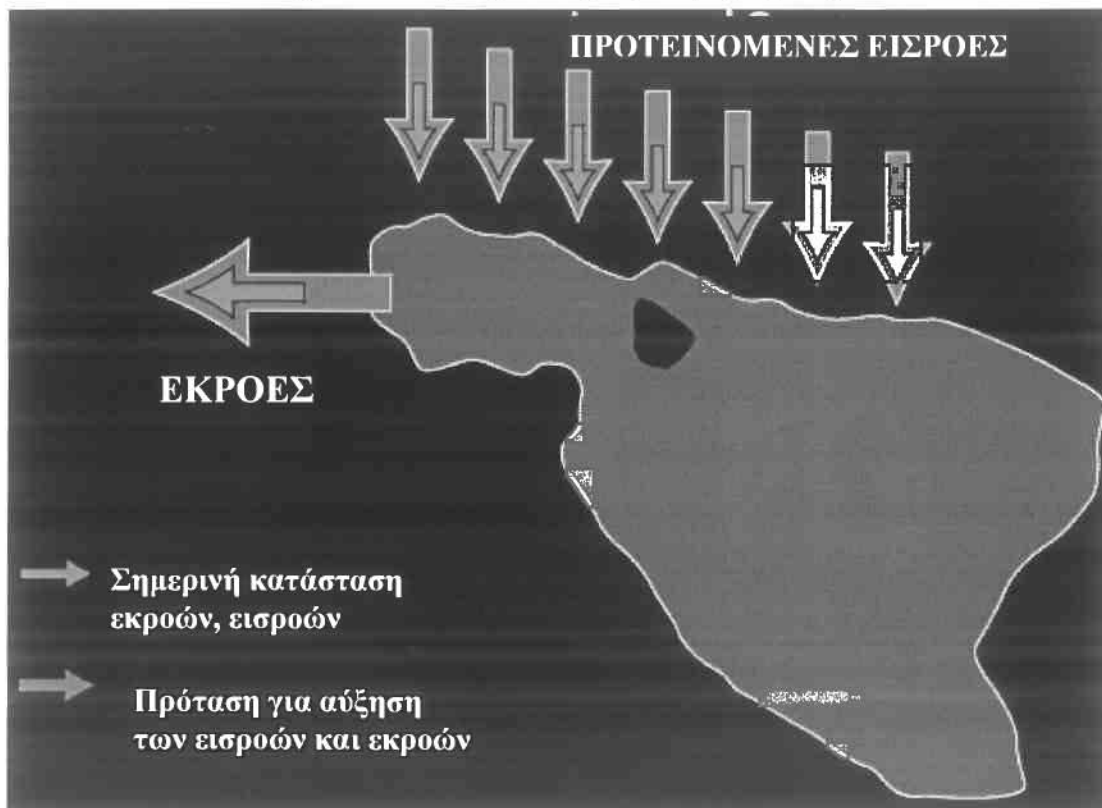 ΠΡΟΤΕΙΝΟΜΕΝΕΣ ΕΙΣΡΟΕΣ
ΕΚΡΟΕΣ
Σημερινή κατάσταση
εκροών, εισροών
Πρόταση για αύξηση
των εισροών και εκροών